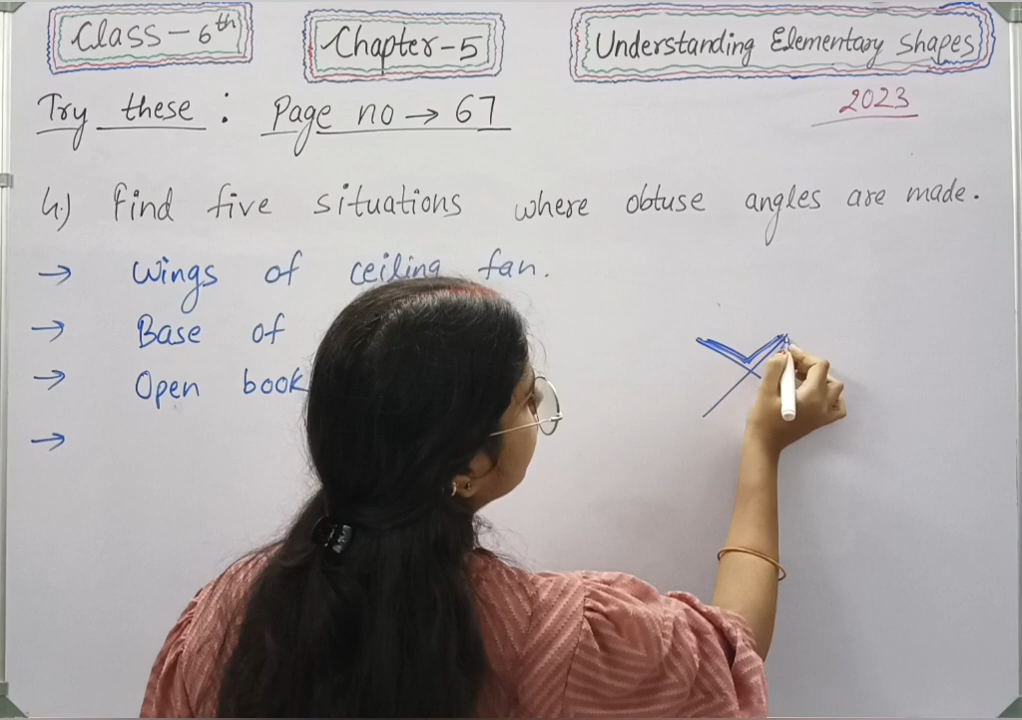 Class - 6th
Chapter - 5
Understanding Elementary Shapes
Try these : Page no → 67
2023
4.) Find five situations where obtuse angles are made.
→ Wings of ceiling fan.
→ Base of
→ Open book
→